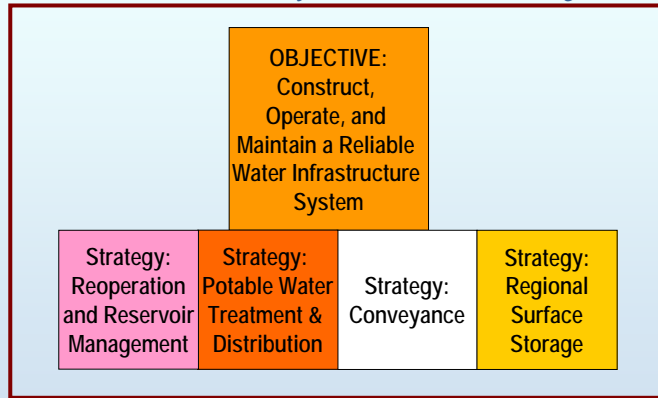 OBJECTIVE:
Construct,
Operate, and
Maintain a Reliable
Water Infrastructure
System
Strategy:
Reoperation
and Reservoir
Management
Strategy:
Potable Water
Treatment &
Distribution
Strategy:
Conveyance
Strategy:
Regional
Surface
Storage